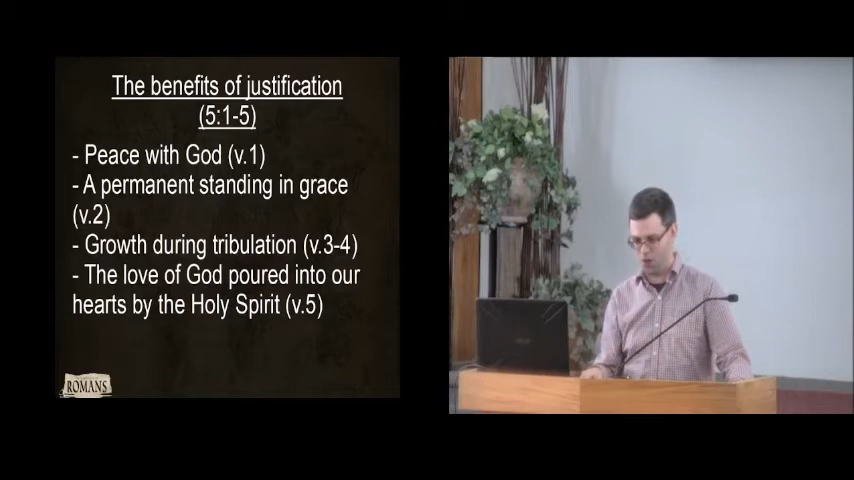 The benefits of justification
(5:1-5)
- Peace with God (v.1)
- A permanent standing in grace
(v.2)
- Growth during tribulation (v.3-4)
- The love of God poured into our
hearts by the Holy Spirit (v.5)
ROMANS